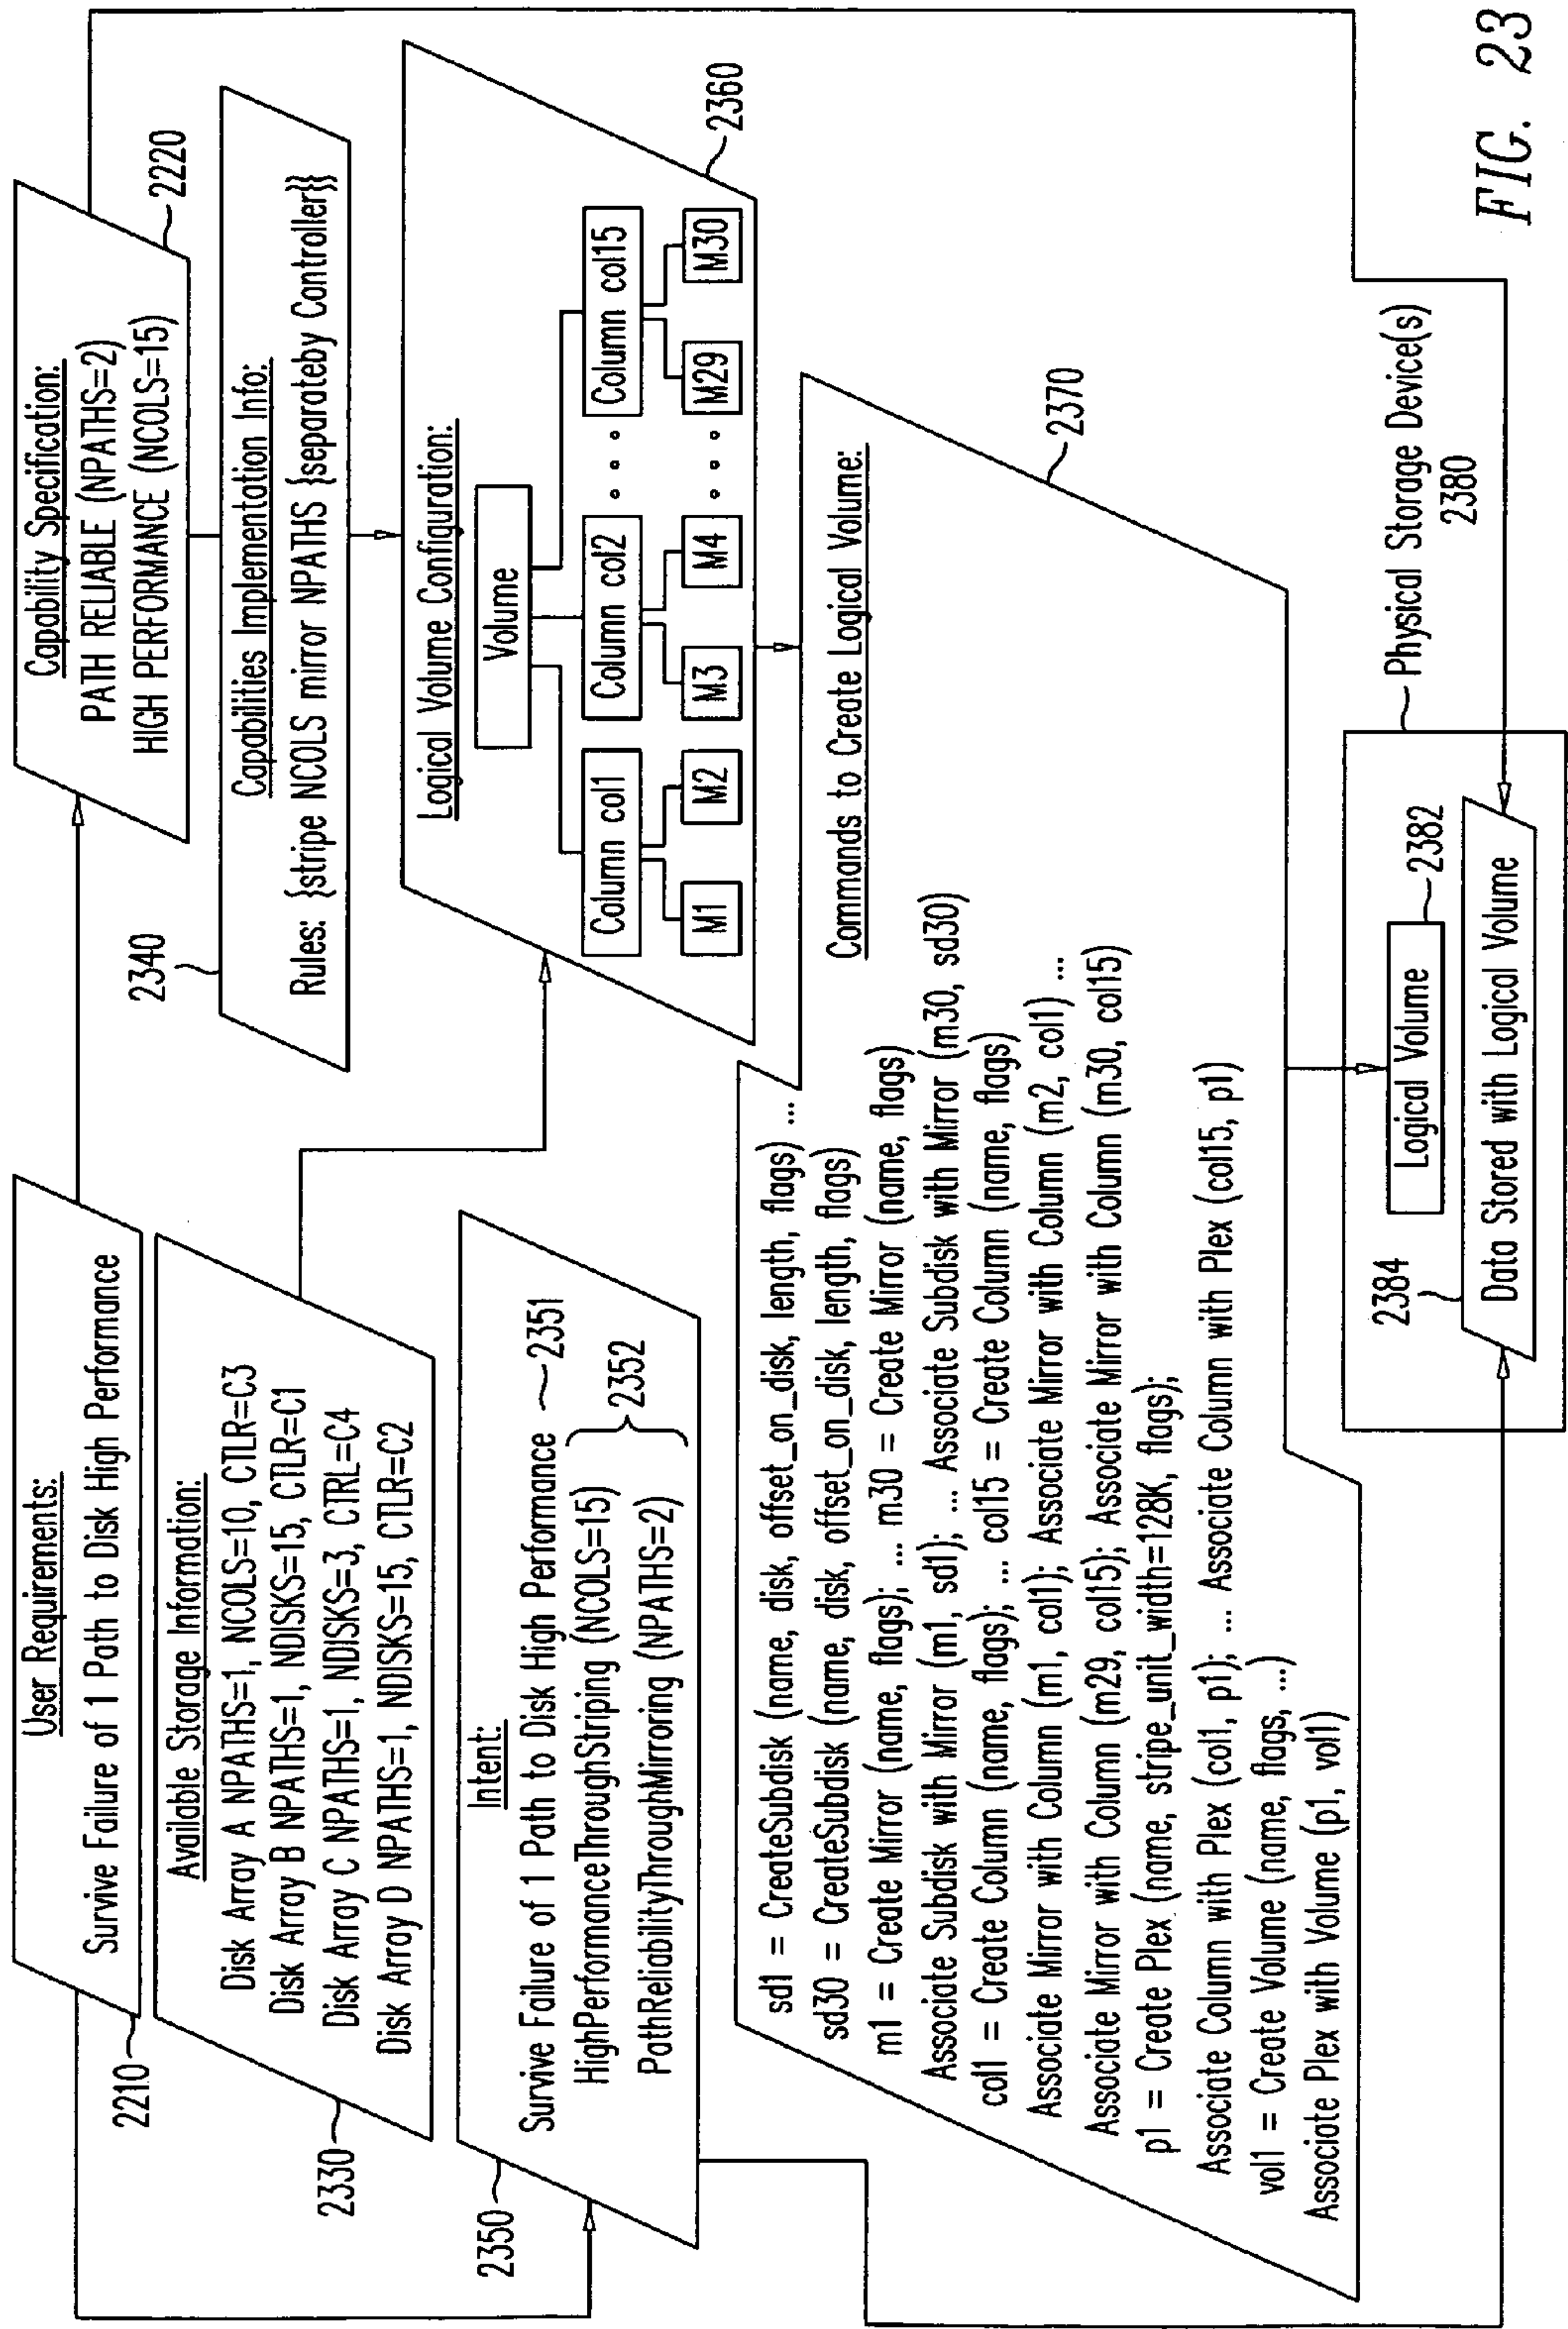 User Requirements:
Survive Failure of 1 Path to Disk High Performance
2210
Capability Specification:
PATH RELIABLE (NPATHS=2)
HIGH PERFORMANCE (NCOLS=15)
2220
Available Storage Information:
Disk Array A NPATHS=1, NCOLS=10, CTLR=C3
Disk Array B NPATHS=1, NDISKS=15, CTLR=C1
Disk Array C NPATHS=1, NDISKS=3, CTRL=C4
Disk Array D NPATHS=1, NDISKS=15, CTLR=C2
2330
2340
Capabilities Implementation Info:
Rules: {stripe NCOLS mirror NPATHS {separateby Controller}}
Intent:
Survive Failure of 1 Path to Disk High Performance
2351
HighPerformanceThroughStriping (NCOLS=15)
PathReliabilityThroughMirroring (NPATHS=2)
2352
2350
Logical Volume Configuration:
Volume
Column col1
Column col2
Column col15
M1
M2
M3
M4
M29
M30
2360
Commands to Create Logical Volume:
sd1 = CreateSubdisk (name, disk, offset_on_disk, length, flags) ...
sd30 = CreateSubdisk (name, disk, offset_on_disk, length, flags)
m1 = Create Mirror (name, flags); ... m30 = Create Mirror (name, flags)
Associate Subdisk with Mirror (m1, sd1); ... Associate Subdisk with Mirror (m30, sd30)
col1 = Create Column (name, flags); ... col15 = Create Column (name, flags)
Associate Mirror with Column (m1, col1); Associate Mirror with Column (m2, col1) ...
Associate Mirror with Column (m29, col15); Associate Mirror with Column (m30, col15)
p1 = Create Plex (name, stripe_unit_width=128K, flags);
Associate Column with Plex (col1, p1); ... Associate Column with Plex (col15, p1)
vol1 = Create Volume (name, flags, ...)
Associate Plex with Volume (p1, vol1)
2370
Physical Storage Device(s)
2380
Logical Volume
2382
2384
Data Stored with Logical Volume
FIG. 23